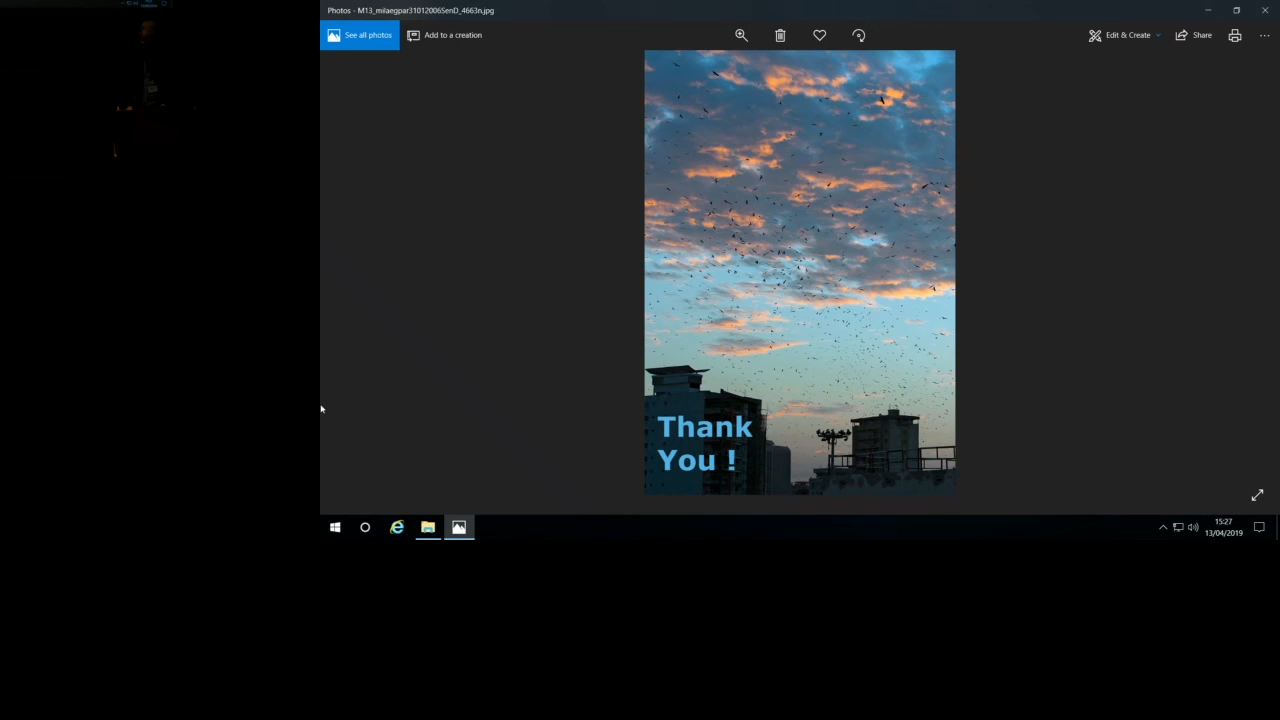 Photos - M13_milaegpar31012006SenD_4663n.jpg
See all photos
Add to a creation
Edit & Create
Share
Thank
You !
15:27
13/04/2019